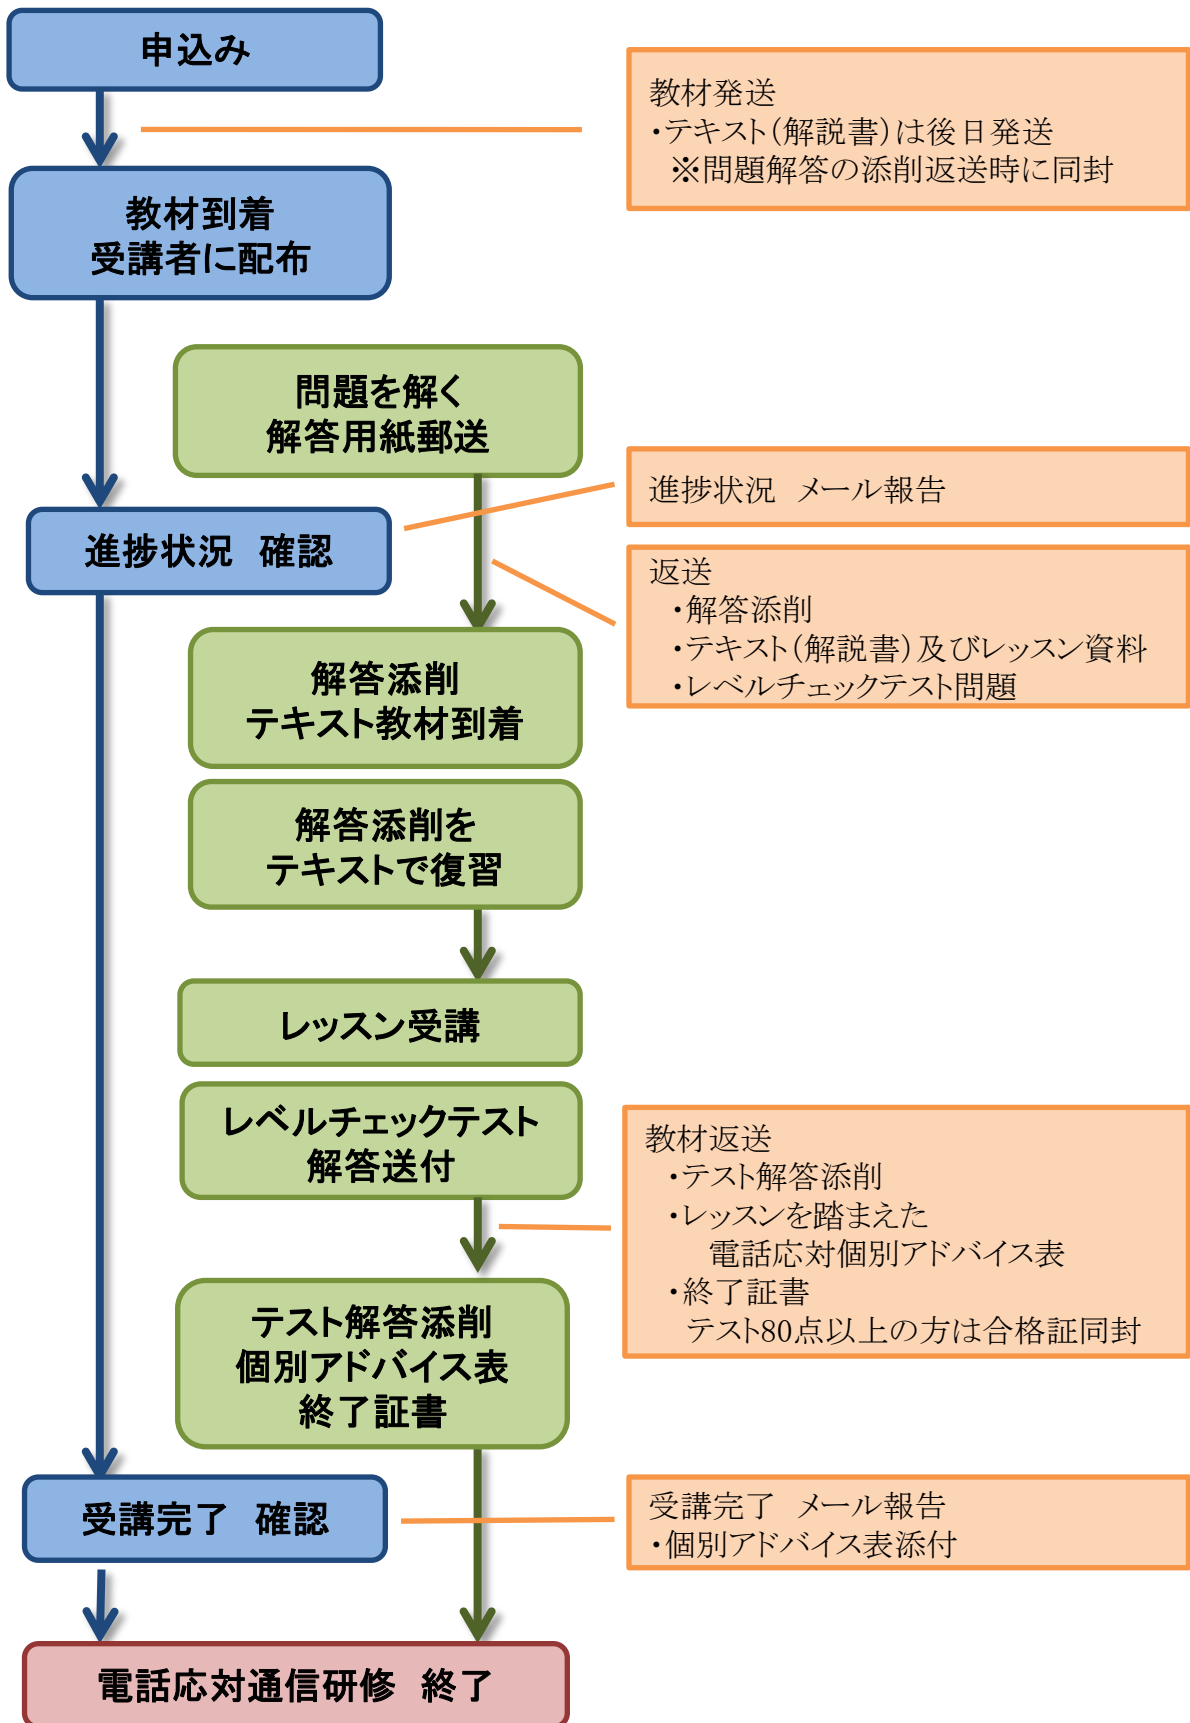 申込み
教材発送
・テキスト（解説書）は後日発送
※問題解答の添削返送時に同封
教材到着
受講者に配布
問題を解く
解答用紙郵送
進捗状況　メール報告
進捗状況　確認
返送
・解答添削
・テキスト（解説書）及びレッスン資料
・レベルチェックテスト問題
解答添削
テキスト教材到着
解答添削を
テキストで復習
レッスン受講
レベルチェックテスト
解答送付
教材返送
・テスト解答添削
・レッスンを踏まえた
電話応対個別アドバイス表
・終了証書
テスト80点以上の方は合格証同封
テスト解答添削
個別アドバイス表
終了証書
受講完了　確認
受講完了　メール報告
・個別アドバイス表添付
電話応対通信研修　終了